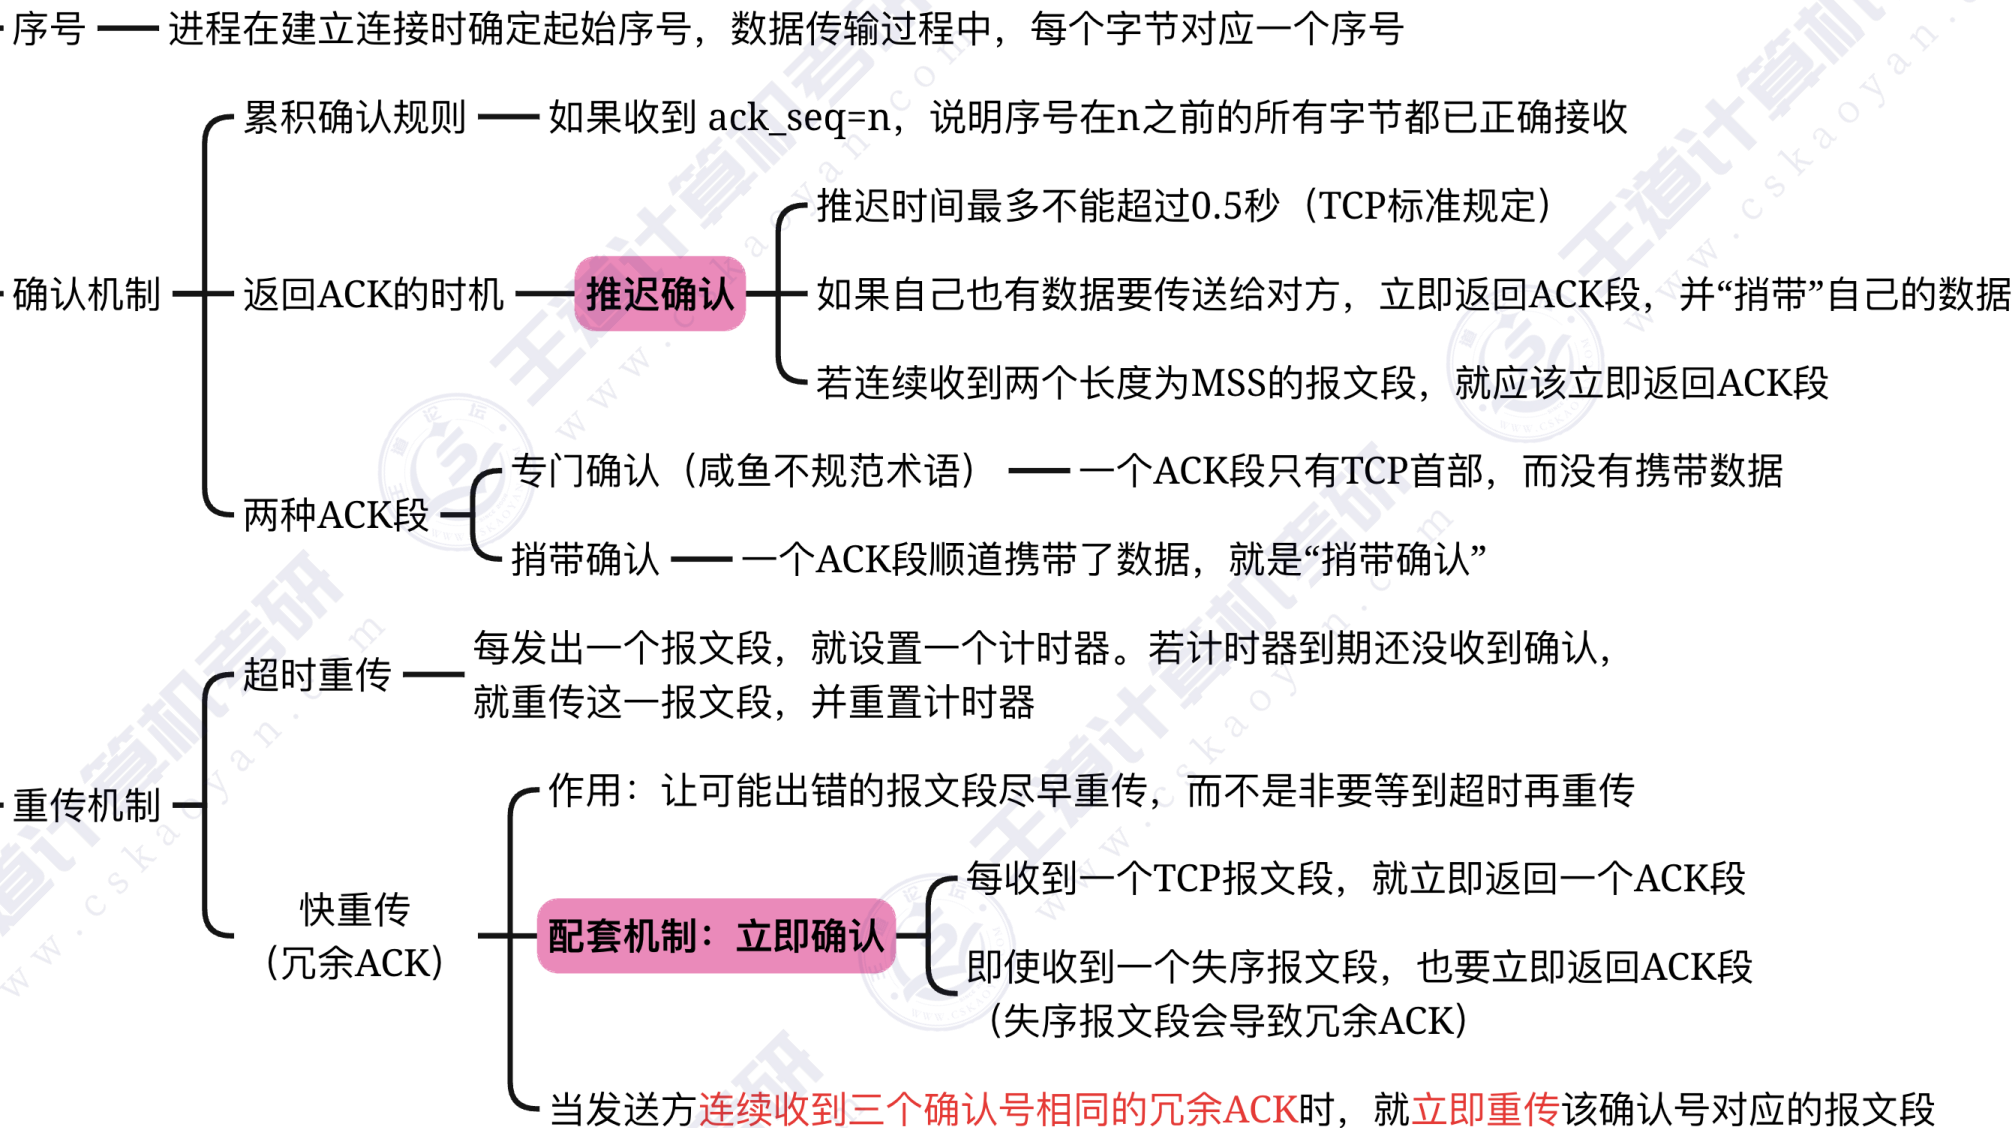 序号
进程在建立连接时确定起始序号，数据传输过程中，每个字节对应一个序号
确认机制
累积确认规则
如果收到 ack_seq=n，说明序号在n之前的所有字节都已正确接收
返回ACK的时机
推迟确认
推迟时间最多不能超过0.5秒（TCP标准规定）
如果自己也有数据要传送给对方，立即返回ACK段，并“捎带”自己的数据
若连续收到两个长度为MSS的报文段，就应该立即返回ACK段
两种ACK段
专门确认（咸鱼不规范术语）
一个ACK段只有TCP首部，而没有携带数据
捎带确认
一个ACK段顺道携带了数据，就是“捎带确认”
重传机制
超时重传
每发出一个报文段，就设置一个计时器。若计时器到期还没收到确认，
就重传这一报文段，并重置计时器
快重传
（冗余ACK）
作用：让可能出错的报文段尽早重传，而不是非要等到超时再重传
配套机制：立即确认
每收到一个TCP报文段，就立即返回一个ACK段
即使收到一个失序报文段，也要立即返回ACK段
（失序报文段会导致冗余ACK）
当发送方连续收到三个确认号相同的冗余ACK时，就立即重传该确认号对应的报文段
王道计算机考研
www.cskaoyan.com